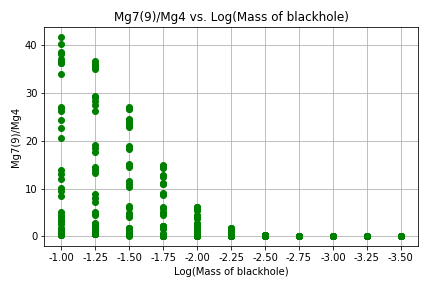 Mg7(9)/Mg4 vs. Log(Mass of blackhole)
Mg7(9)/Mg4
40
30
20
10
0
-1.00 -1.25 -1.50 -1.75 -2.00 -2.25 -2.50 -2.75 -3.00 -3.25 -3.50
Log(Mass of blackhole)